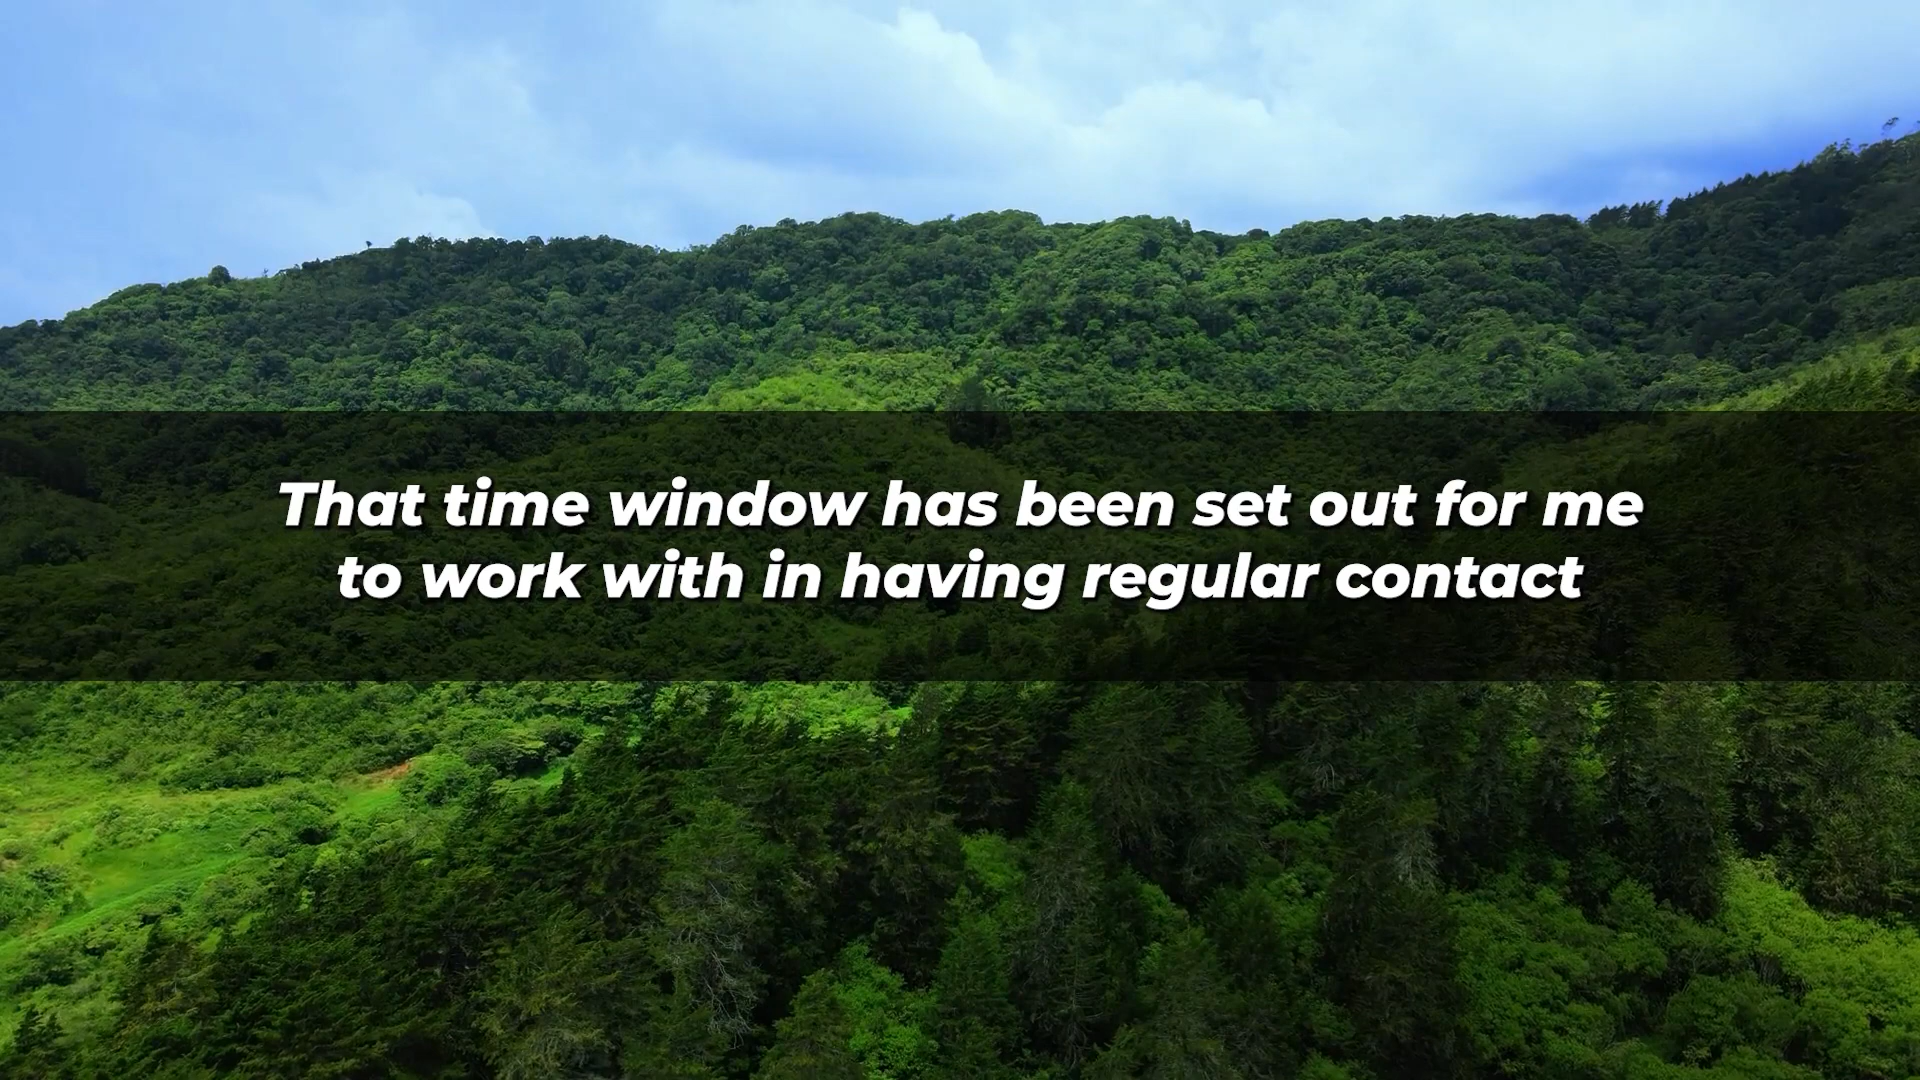 That time window has been set out for me
to work with in having regular contact